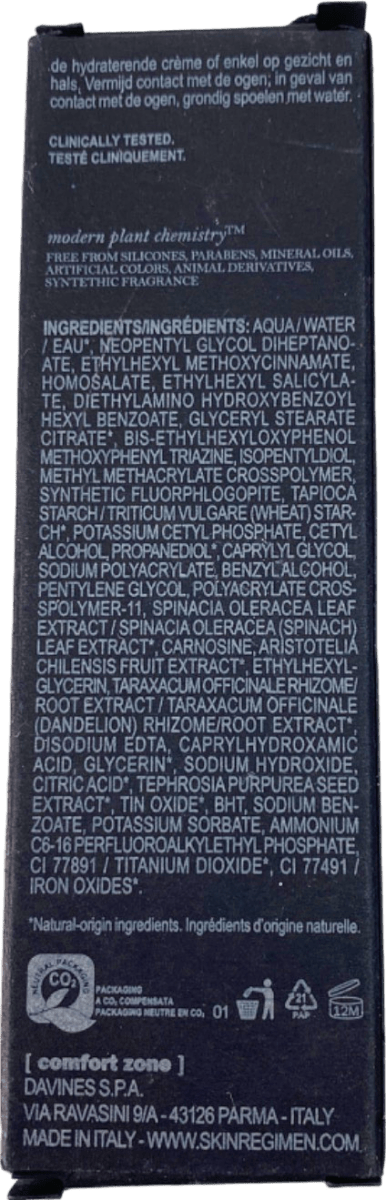 de hydraterende crème of enkel op gezicht en
hals, Vermijd contact met de ogen; in geval van
contact met de ogen, grondig spoelen met water.
CLINICALLY TESTED.
TESTÉ CLINIQUEMENT.
modern plant chemistry™
FREE FROM SILICONES, PARABENS, MINERAL OILS,
ARTIFICIAL COLORS, ANIMAL DERIVATIVES,
SYNTETHIC FRAGRANCE
INGREDIENTS/INGRÉDIENTS: AQUA / WATER
/ EAU*, NEOPENTYL GLYCOL DIHEPTANO-
ATE, ETHYLHEXYL METHOXYCINNAMATE,
HOMOSALATE, ETHYLHEXYL SALICYLA-
TE, DIETHYLAMINO HYDROXYBENZOYL
HEXYL BENZOATE, GLYCERYL STEARATE
CITRATE*, BIS-ETHYLHEXYLOXYPHENOL
METHOXYPHENYL TRIAZINE, ISOPENTYLDIOL,
METHYL METHACRYLATE CROSSPOLYMER,
SYNTHETIC FLUORPHLOGOPITE, TAPIOCA
STARCH / TRITICUM VULGARE (WHEAT) STAR-
CH*, POTASSIUM CETYL PHOSPHATE, CETYL
ALCOHOL, PROPANEDIOL*, CAPRYLYL GLYCOL,
SODIUM POLYACRYLATE, BENZYL ALCOHOL,
PENTYLENE GLYCOL, POLYACRYLATE CROS-
SPOLYMER-11, SPINACIA OLERACEA LEAF
EXTRACT / SPINACIA OLERACEA (SPINACH)
LEAF EXTRACT*, CARNOSINE, ARISTOTELIA
CHILENSIS FRUIT EXTRACT*, ETHYLHEXYL-
GLYCERIN, TARAXACUM OFFICINALE RHIZOME/
ROOT EXTRACT / TARAXACUM OFFICINALE
(DANDELION) RHIZOME/ROOT EXTRACT*,
DISODIUM EDTA, CAPRYLHYDROXAMIC
ACID, GLYCERIN*, SODIUM HYDROXIDE,
CITRIC ACID*, TEPHROSIA PURPUREA SEED
EXTRACT*, TIN OXIDE*, BHT, SODIUM BEN-
ZOATE, POTASSIUM SORBATE, AMMONIUM
C6-16 PERFLUOROALKYLETHYL PHOSPHATE,
CI 77891 / TITANIUM DIOXIDE*, CI 77491 /
IRON OXIDES*.
*Natural-origin ingredients. Ingrédients d'origine naturelle.
NEUTRAL PACKAGING
CO2
PACKAGING
A CO2 COMPENSATA
PACKAGING NEUTRE EN CO2
01
21
PAP
12M
[ comfort zone ]
DAVINES S.P.A.
VIA RAVASINI 9/A - 43126 PARMA - ITALY
MADE IN ITALY - WWW.SKINREGIMEN.COM